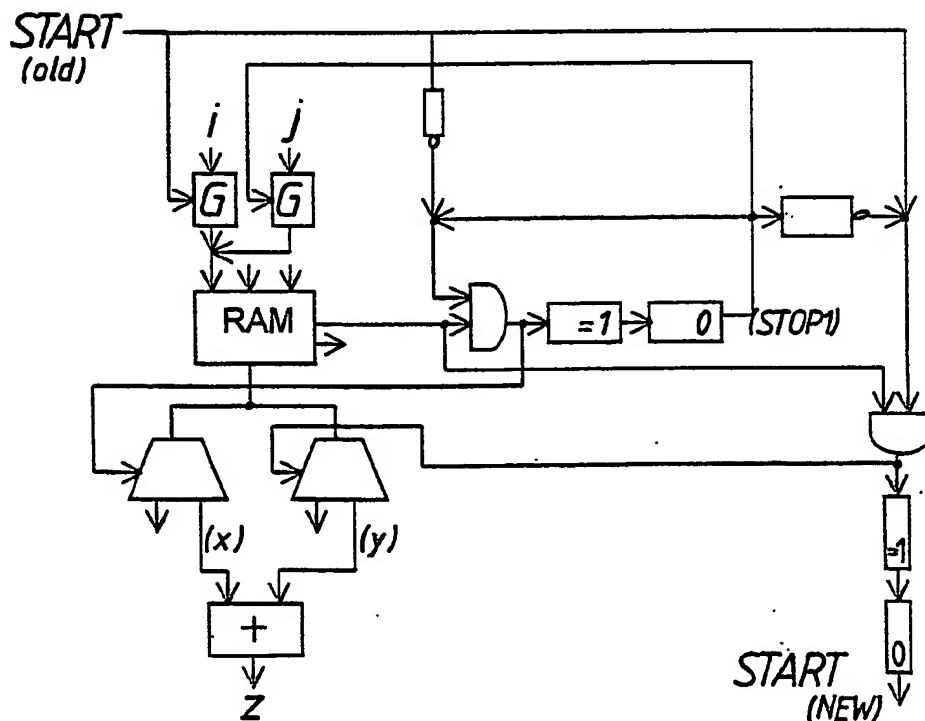 START
(old)
i j
G G
RAM
=1 0 (STOP1)
(x) (y)
=1
+
0
START
(NEW)
z